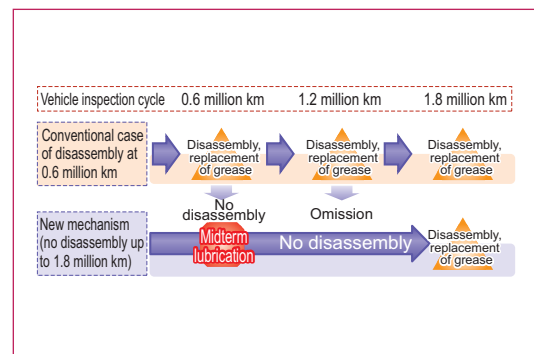 Vehicle inspection cycle 0.6 million km 1.2 million km 1.8 million km
Conventional case
of disassembly at
0.6 million km
Disassembly,
replacement
of grease
Disassembly,
replacement
of grease
Disassembly,
replacement
of grease
No
disassembly
Omission
New mechanism
(no disassembly up
to 1.8 million km)
Midterm
lubrication
No disassembly
Disassembly,
replacement
of grease